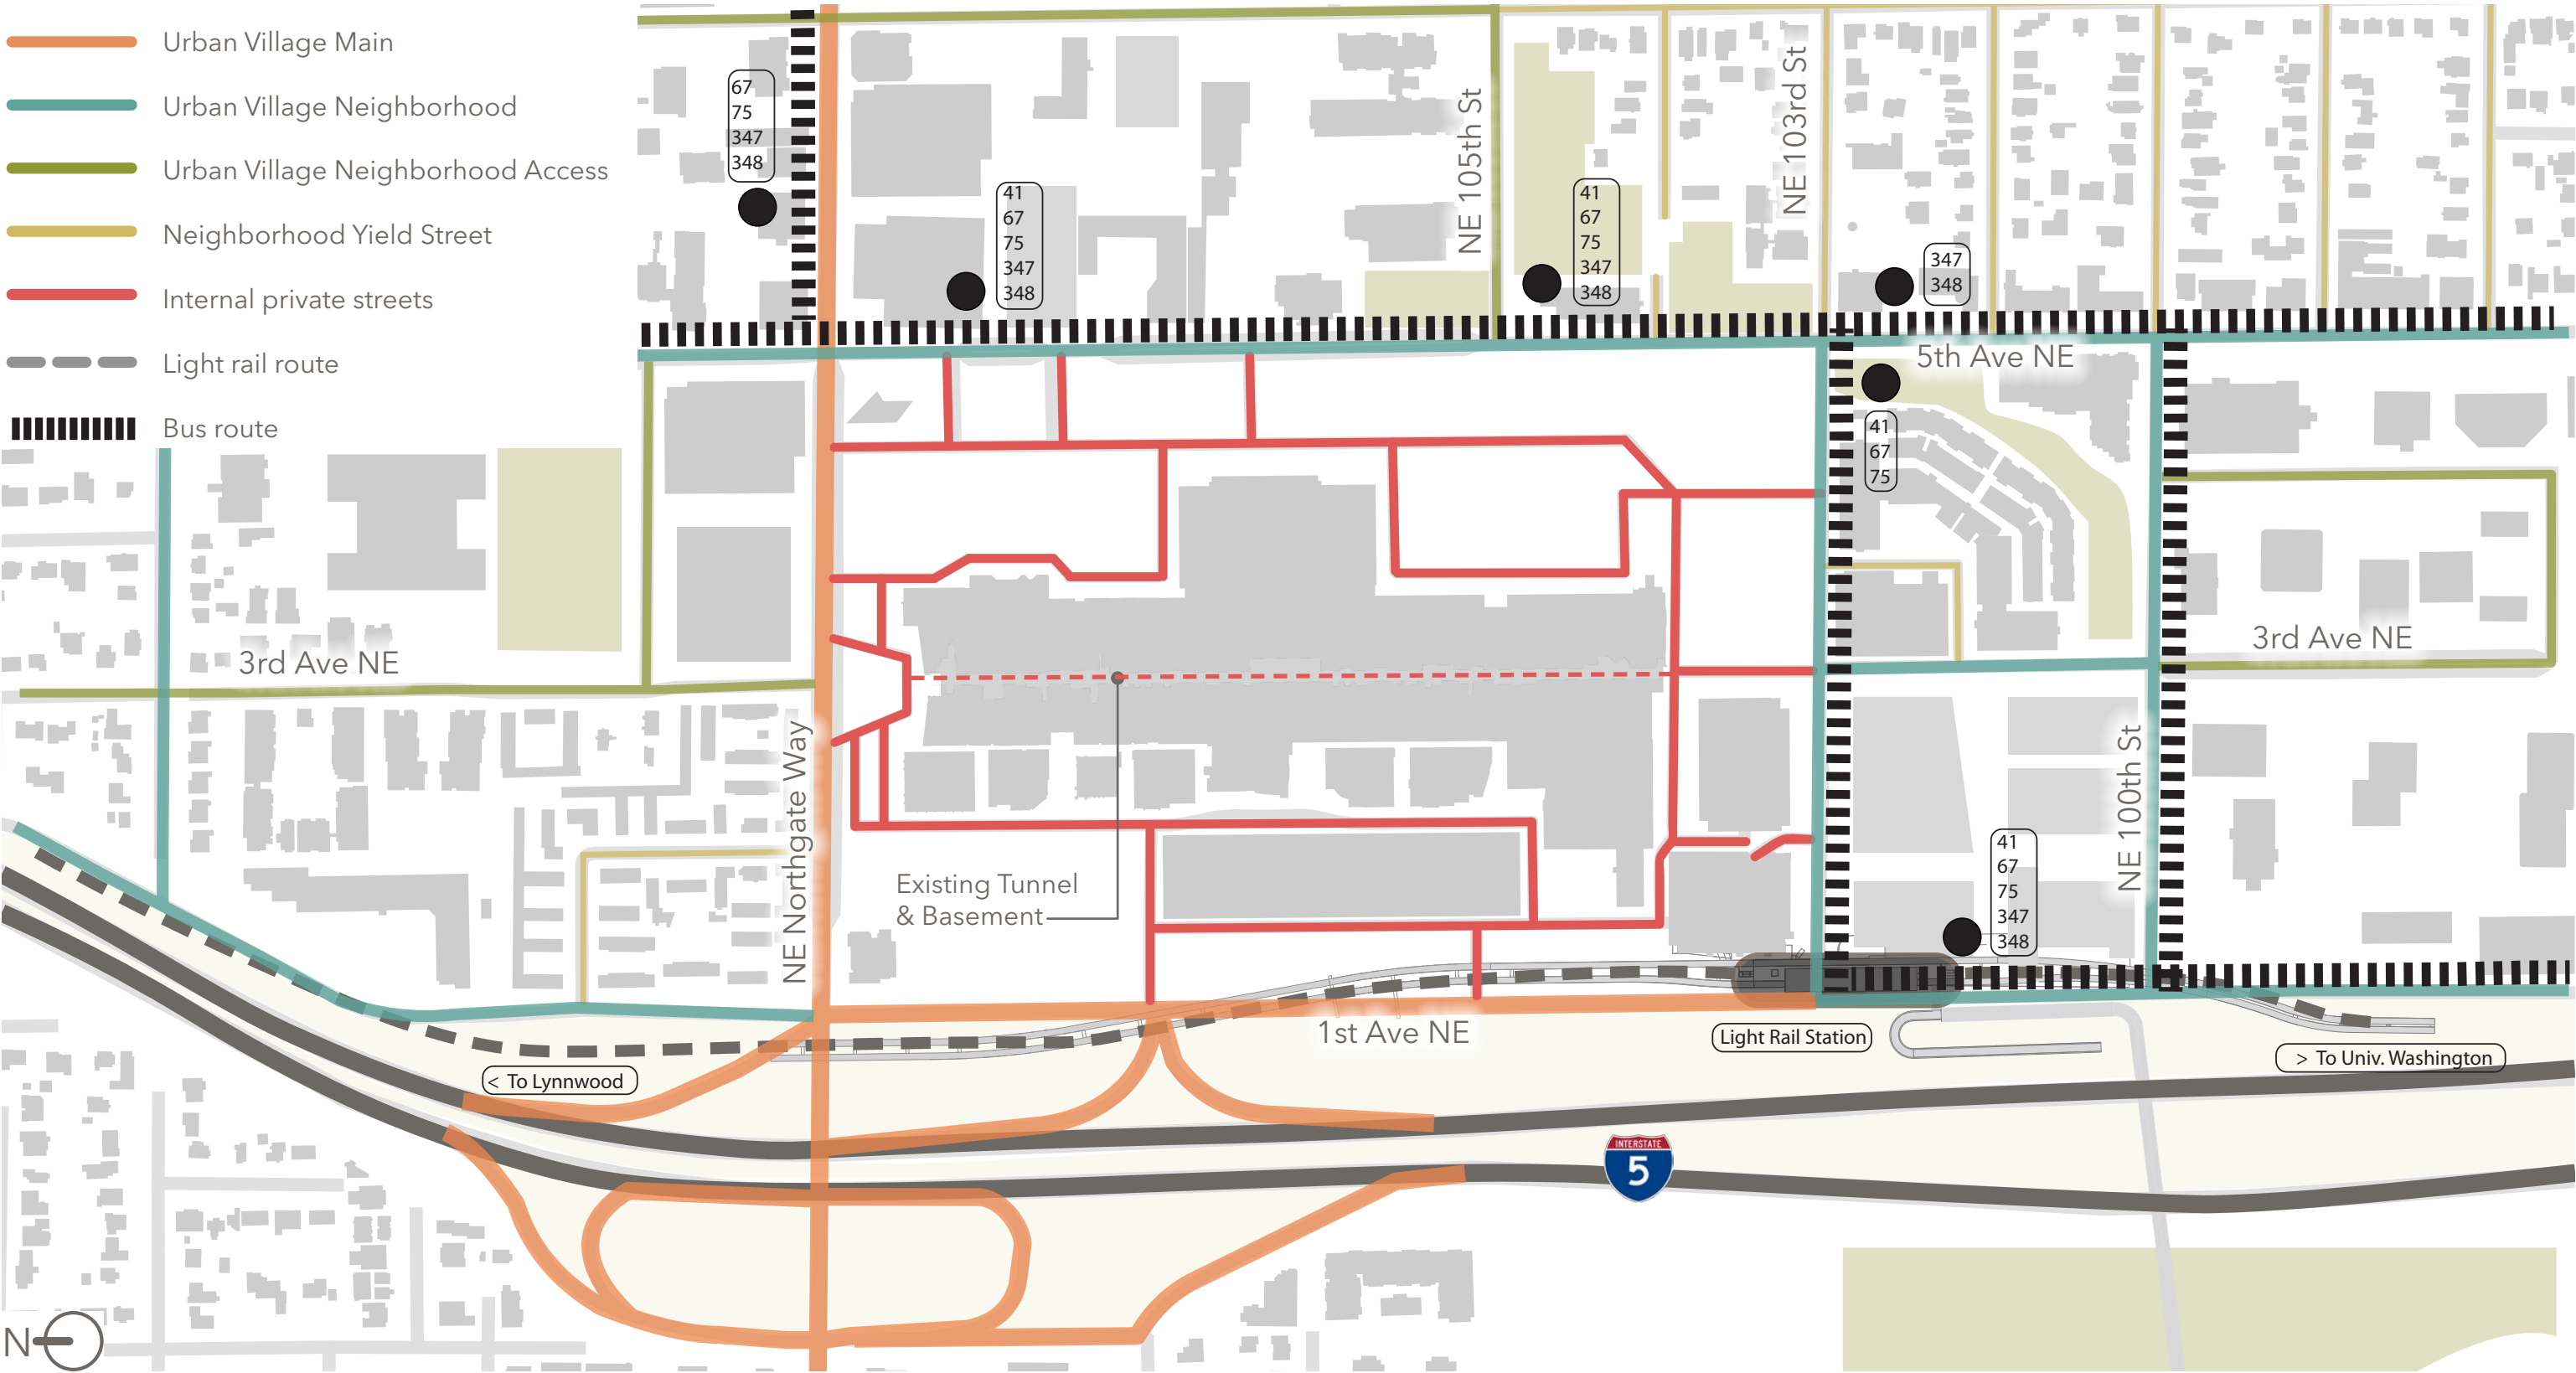 Urban Village Main
Urban Village Neighborhood
Urban Village Neighborhood Access
Neighborhood Yield Street
Internal private streets
Light rail route
Bus route
67
75
347
348
41
67
75
347
348
NE 105th St
41
67
75
347
348
NE 103rd St
347
348
5th Ave NE
41
67
75
3rd Ave NE
3rd Ave NE
NE Northgate Way
Existing Tunnel
& Basement
NE 100th St
41
67
75
347
348
1st Ave NE
Light Rail Station
< To Lynnwood
> To Univ. Washington
INTERSTATE
5
N